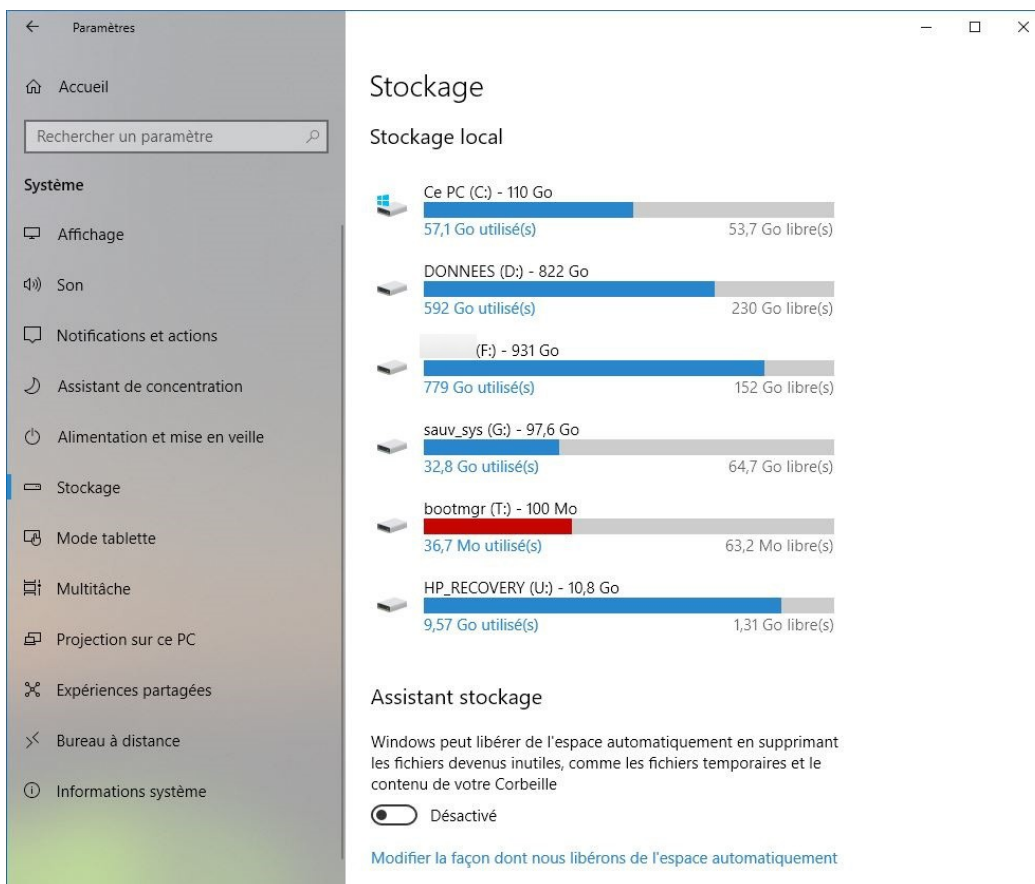 Paramètres
Accueil
Rechercher un paramètre
Système
Affichage
Son
Notifications et actions
Assistant de concentration
Alimentation et mise en veille
Stockage
Mode tablette
Multitâche
Projection sur ce PC
Expériences partagées
Bureau à distance
Informations système
Stockage
Stockage local
Ce PC (C:) - 110 Go
57,1 Go utilisé(s) 53,7 Go libre(s)
DONNEES (D:) - 822 Go
592 Go utilisé(s) 230 Go libre(s)
(F:) - 931 Go
779 Go utilisé(s) 152 Go libre(s)
sauv_sys (G:) - 97,6 Go
32,8 Go utilisé(s) 64,7 Go libre(s)
bootmgr (T:) - 100 Mo
36,7 Mo utilisé(s) 63,2 Mo libre(s)
HP_RECOVERY (U:) - 10,8 Go
9,57 Go utilisé(s) 1,31 Go libre(s)
Assistant stockage
Windows peut libérer de l'espace automatiquement en supprimant
les fichiers devenus inutiles, comme les fichiers temporaires et le
contenu de votre Corbeille
Désactivé
Modifier la façon dont nous libérons de l'espace automatiquement